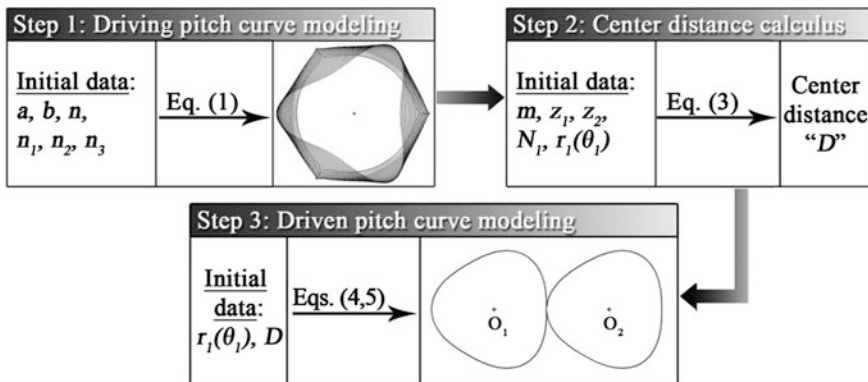 Step 1: Driving pitch curve modeling
Initial data:
a, b, n,
n₁, n₂, n₃
Eq. (1)
Step 2: Center distance calculus
Initial data:
m, z₁, z₂,
N₁, r₁(θ₁)
Eq. (3)
Center
distance
“D”
Step 3: Driven pitch curve modeling
Initial
data:
r₁(θ₁), D
Eqs. (4,5)
O₁
O₂